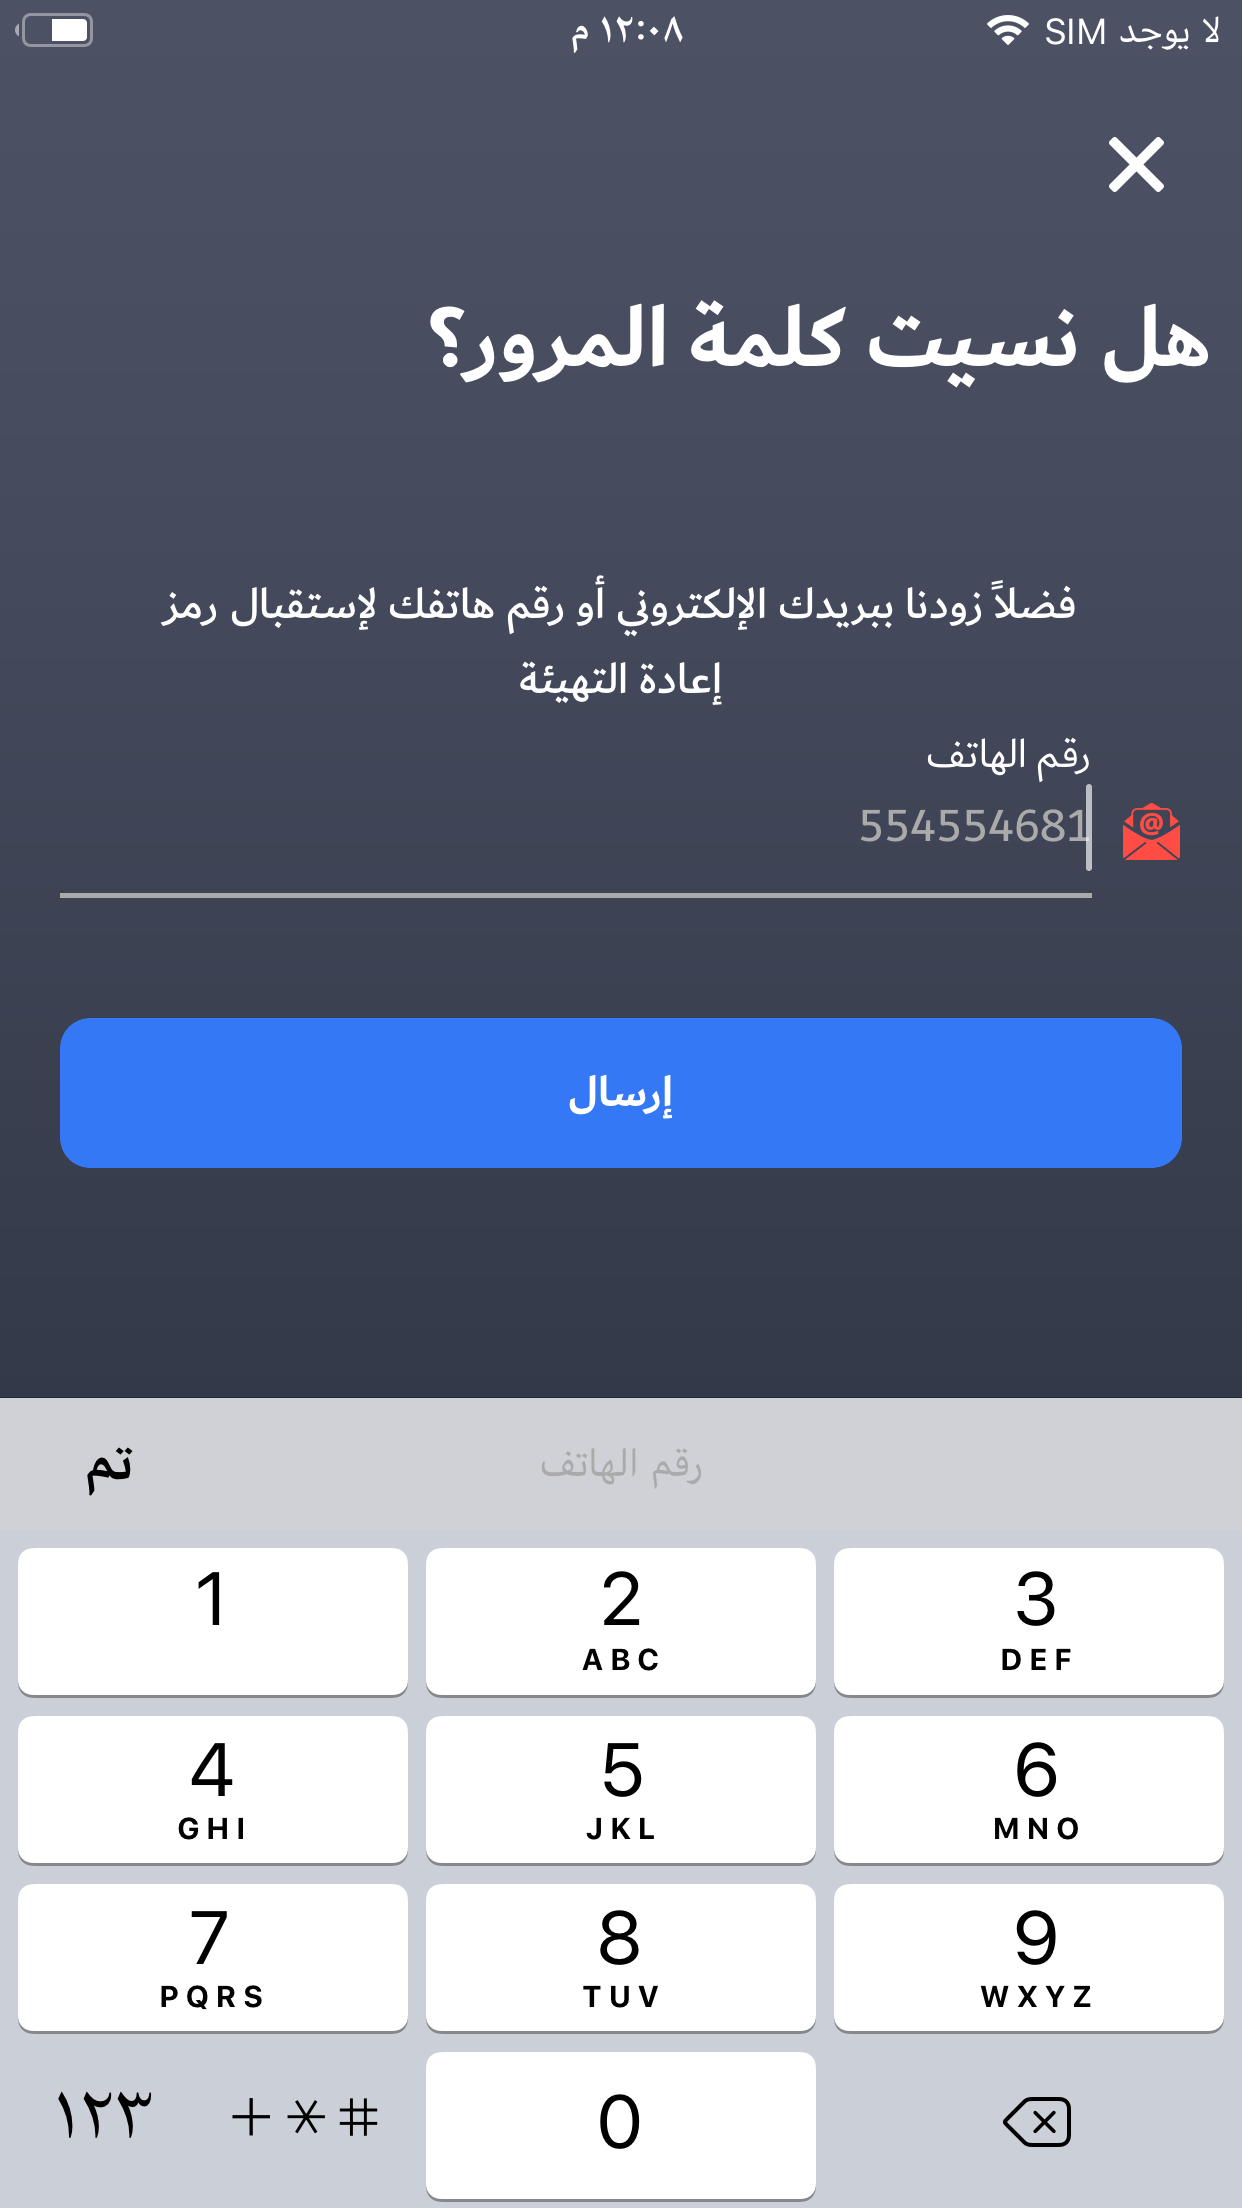 لا يوجد SIM
١٢:٠٨ م
هل نسيت كلمة المرور؟
فضلاً زودنا ببريدك الإلكتروني أو رقم هاتفك لإستقبال رمز
إعادة التهيئة
رقم الهاتف
554554681
إرسال
رقم الهاتف
تم
1
2
ABC
3
DEF
4
GHI
5
JKL
6
MNO
7
PQRS
8
TUV
9
WXYZ
١٢٣
+ * #
0